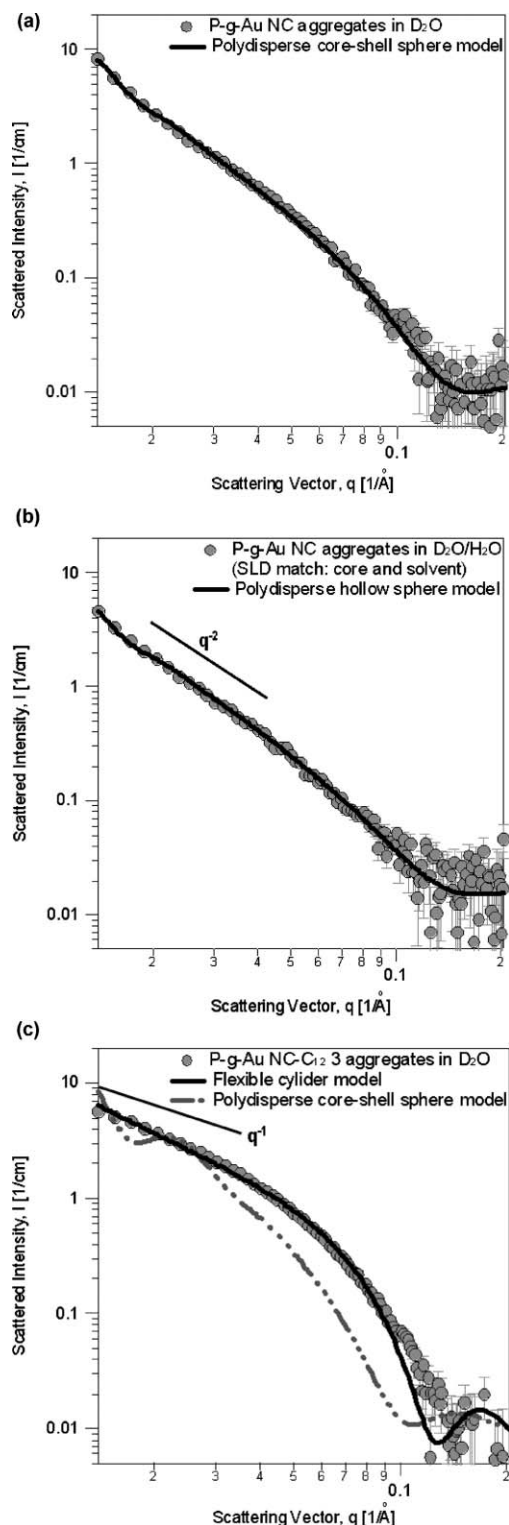 (a)
P-g-Au NC aggregates in D₂O
Polydisperse core-shell sphere model
10
1
0.1
0.01
Scattered Intensity, I [1/cm]
2 3 4 5 6 7 8 9 0.1 2
Scattering Vector, q [1/Å]
(b)
P-g-Au NC aggregates in D₂O/H₂O
(SLD match: core and solvent)
Polydisperse hollow sphere model
q⁻²
10
1
0.1
0.01
Scattered Intensity, I [1/cm]
2 3 4 5 6 7 8 9 0.1 2
Scattering Vector, q [1/Å]
(c)
P-g-Au NC-C₁₂ 3 aggregates in D₂O
Flexible cylider model
Polydisperse core-shell sphere model
q⁻¹
10
1
0.1
0.01
Scattered Intensity, I [1/cm]
2 3 4 5 6 7 8 9 0.1 2
Scattering Vector, q [1/Å]